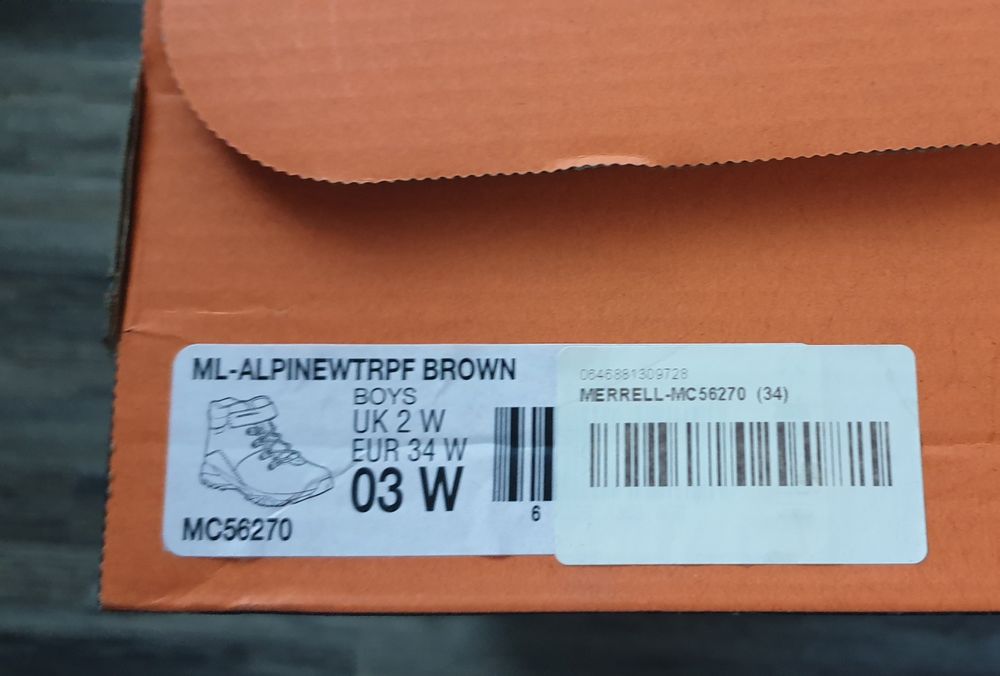 ML-ALPINEWTRPF BROWN
BOYS
UK 2 W
EUR 34 W
03 W
MC56270
6
0646881309728
MERRELL-MC56270 (34)